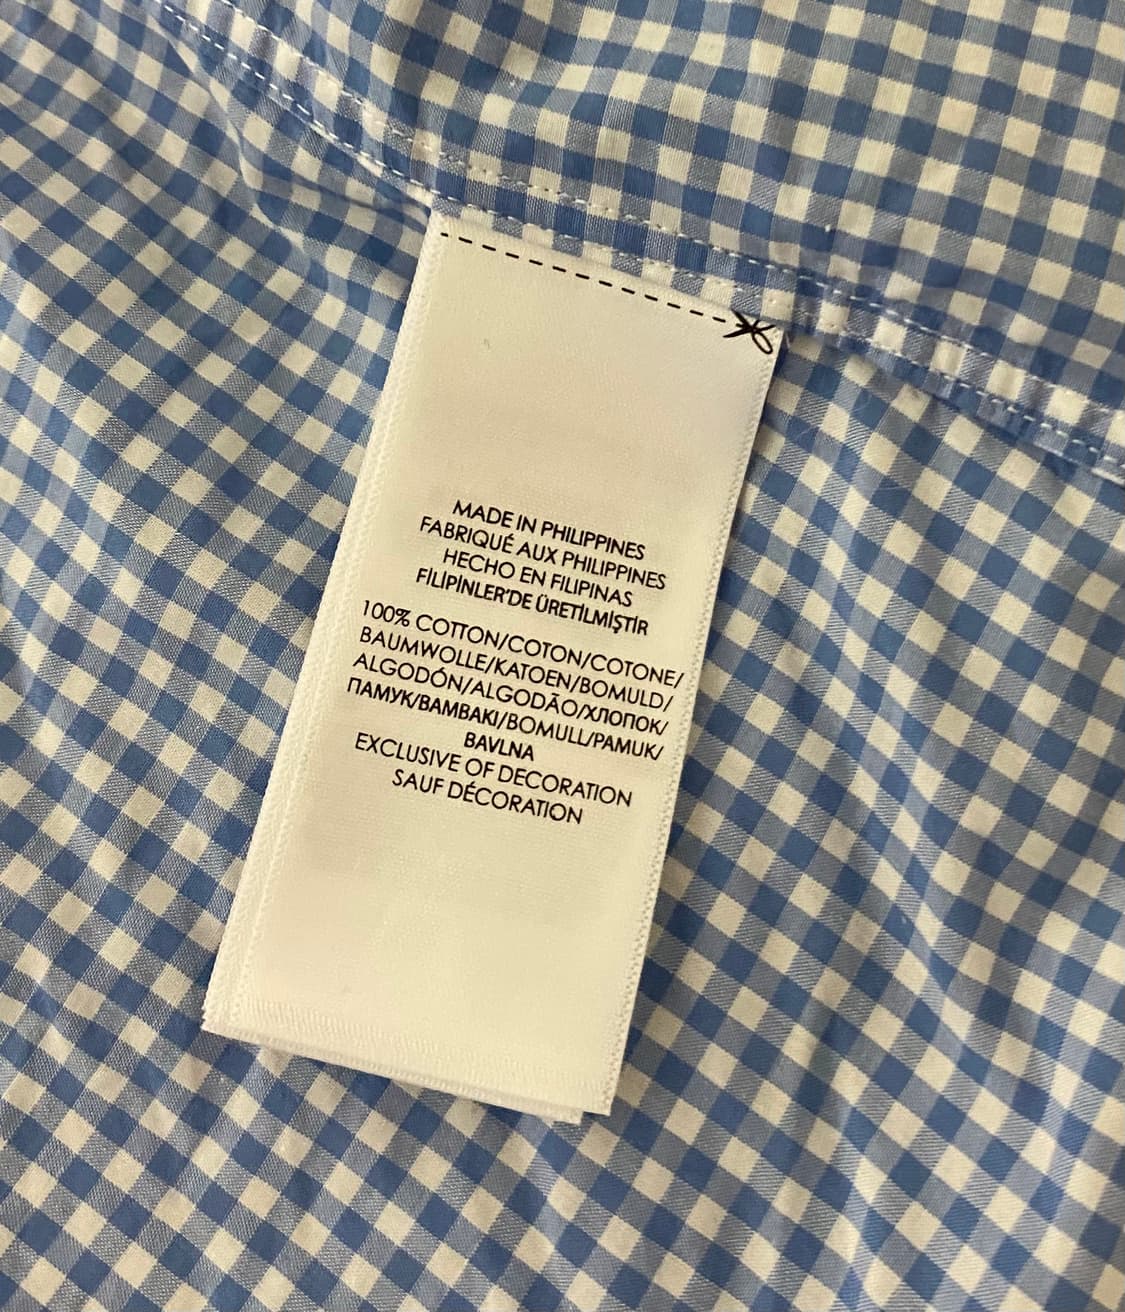 MADE IN PHILIPPINES
FABRIQUÉ AUX PHILIPPINES
HECHO EN FILIPINAS
FİLİPİNLER'DE ÜRETİLMİŞTİR
100% COTTON/COTON/COTONE/
BAUMWOLLE/KATOEN/BOMULD/
ALGODÓN/ALGODÃO/ХЛОПОК/
ПАМУК/BAMBAKI/BOMULL/PAMUK/
BAVLNA
EXCLUSIVE OF DECORATION
SAUF DÉCORATION